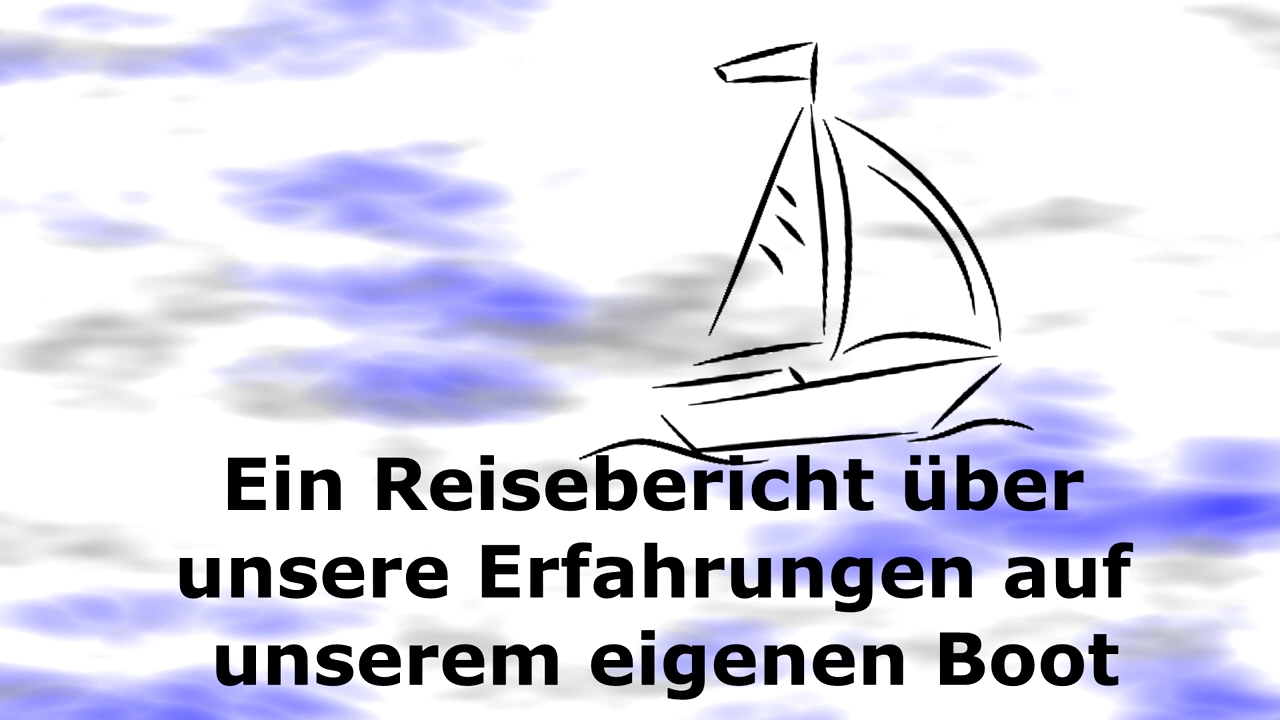 Ein Reisebericht über
unsere Erfahrungen auf
unserem eigenen Boot